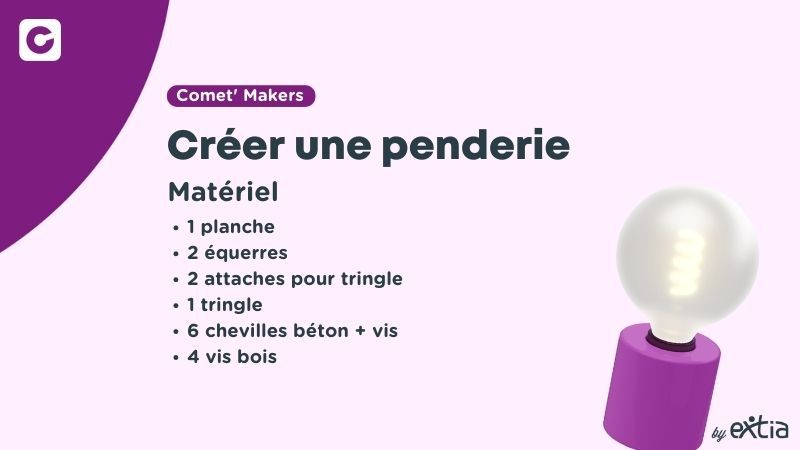 Comet' Makers
Créer une penderie
Matériel
• 1 planche
• 2 équerres
• 2 attaches pour tringle
• 1 tringle
• 6 chevilles béton + vis
• 4 vis bois
by extia